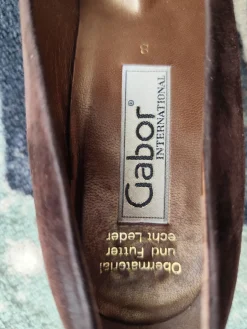 Gabor®
INTERNATIONAL
Obermaterial
und Futter
echt Leder